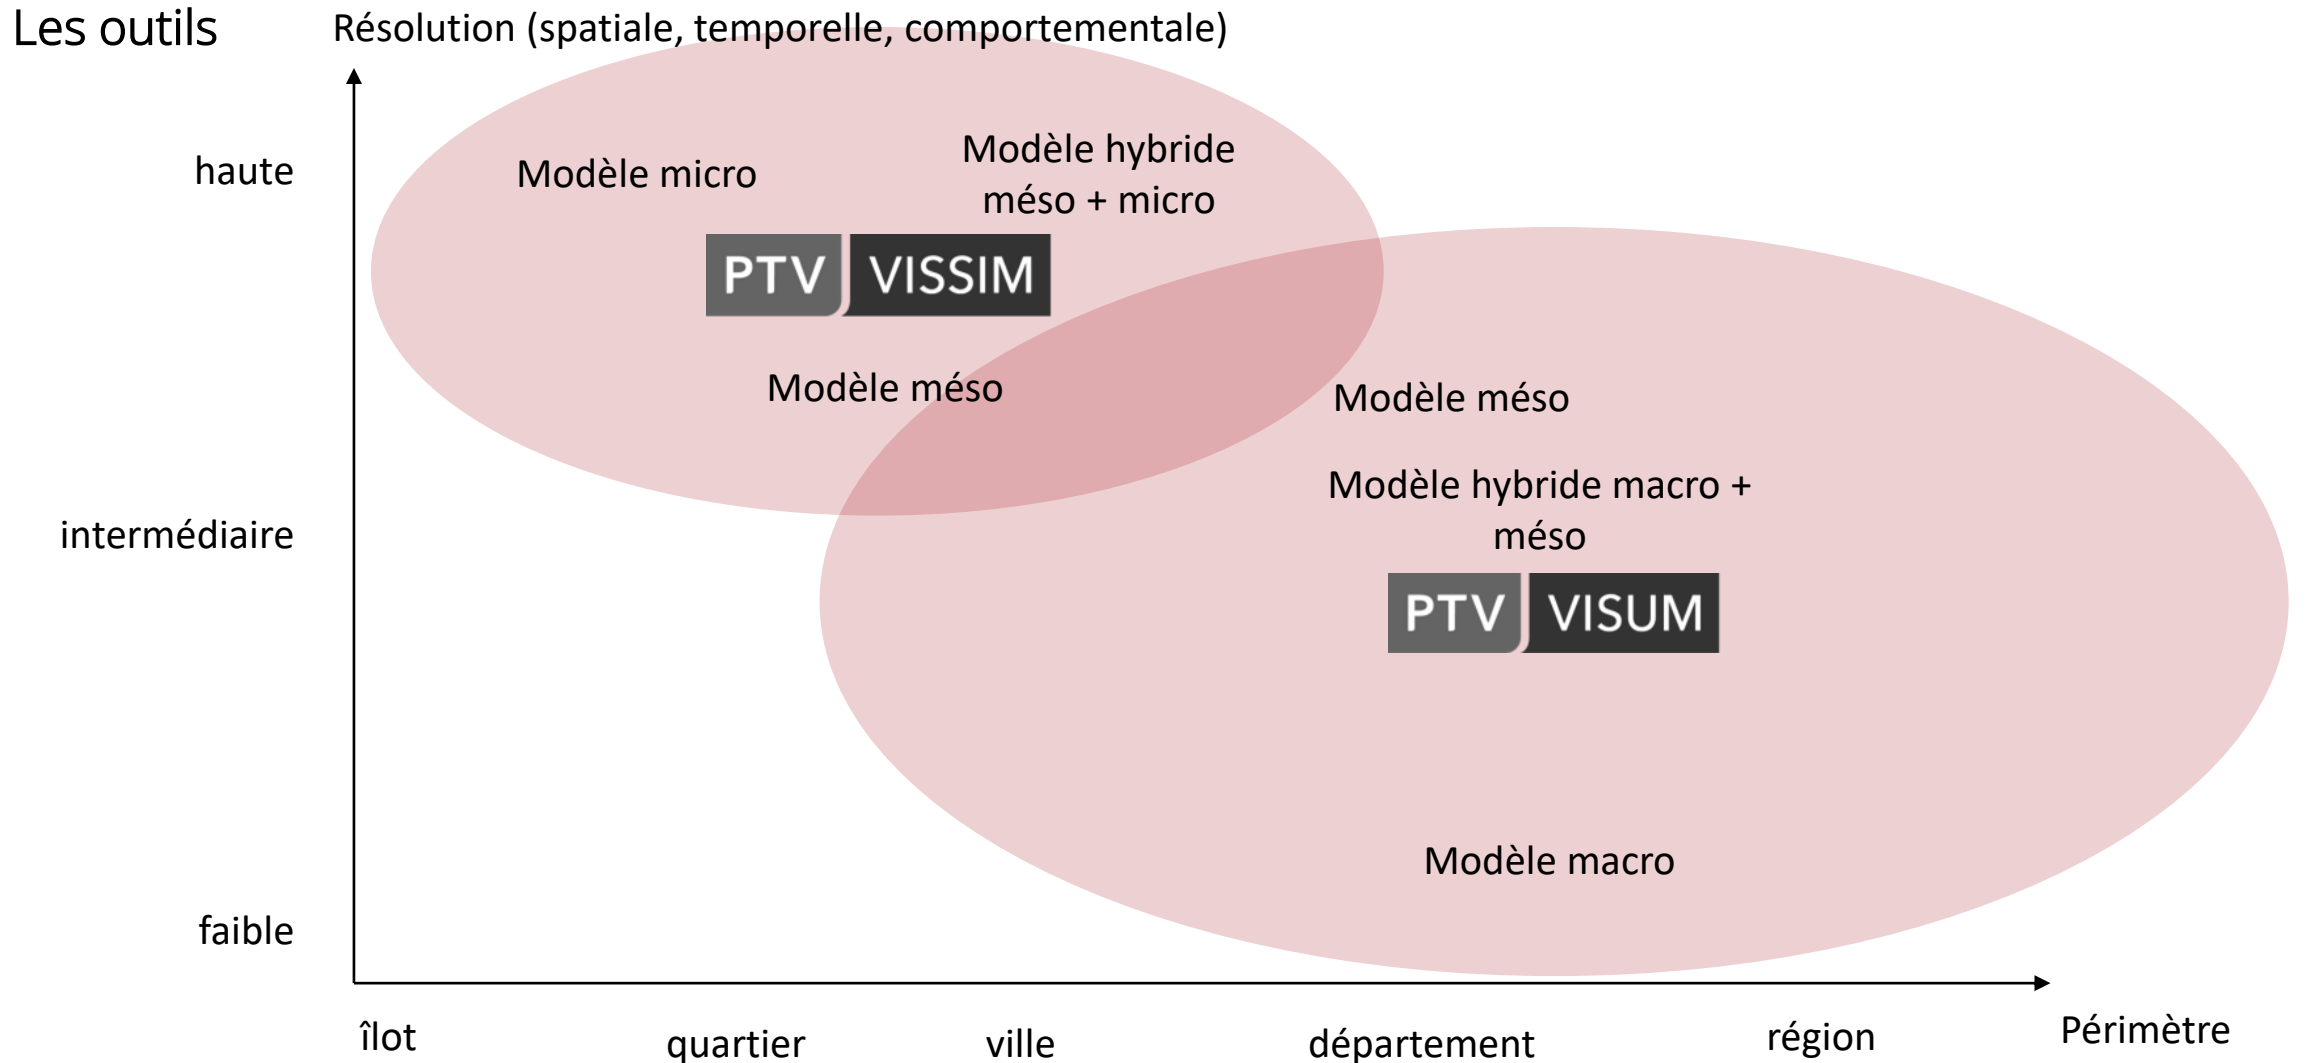 Les outils
Résolution (spatiale, temporelle, comportementale)
haute
Modèle micro
Modèle hybride
méso + micro
PTV VISSIM
Modèle méso
Modèle méso
Modèle hybride macro +
méso
intermédiaire
PTV VISUM
Modèle macro
faible
îlot
quartier
ville
département
région
Périmètre